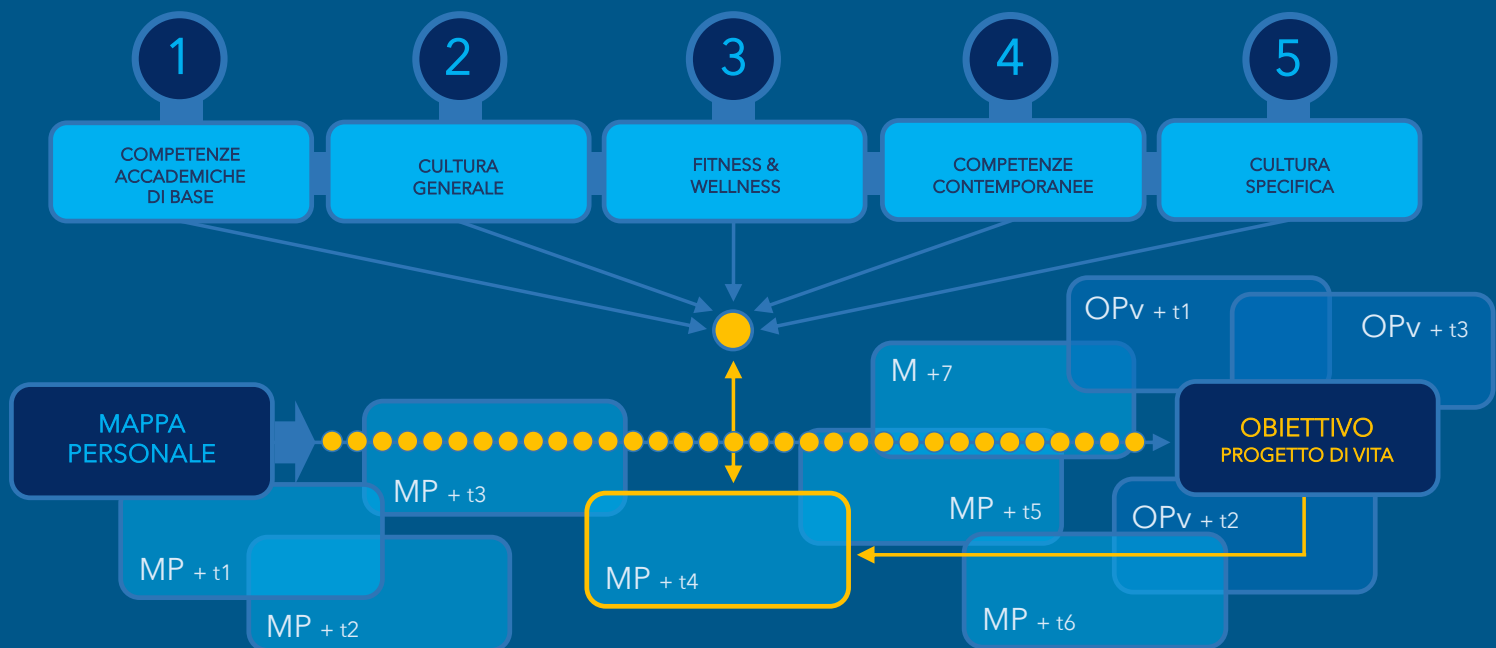 1
2
3
4
5
COMPETENZE
ACCADEMICHE
DI BASE
CULTURA
GENERALE
FITNESS &
WELLNESS
COMPETENZE
CONTEMPORANEE
CULTURA
SPECIFICA
OPv + t1
OPv + t3
M +7
MAPPA
PERSONALE
OBIETTIVO
PROGETTO DI VITA
MP + t3
MP + t5
OPv + t2
MP + t1
MP + t4
MP + t2
MP + t6